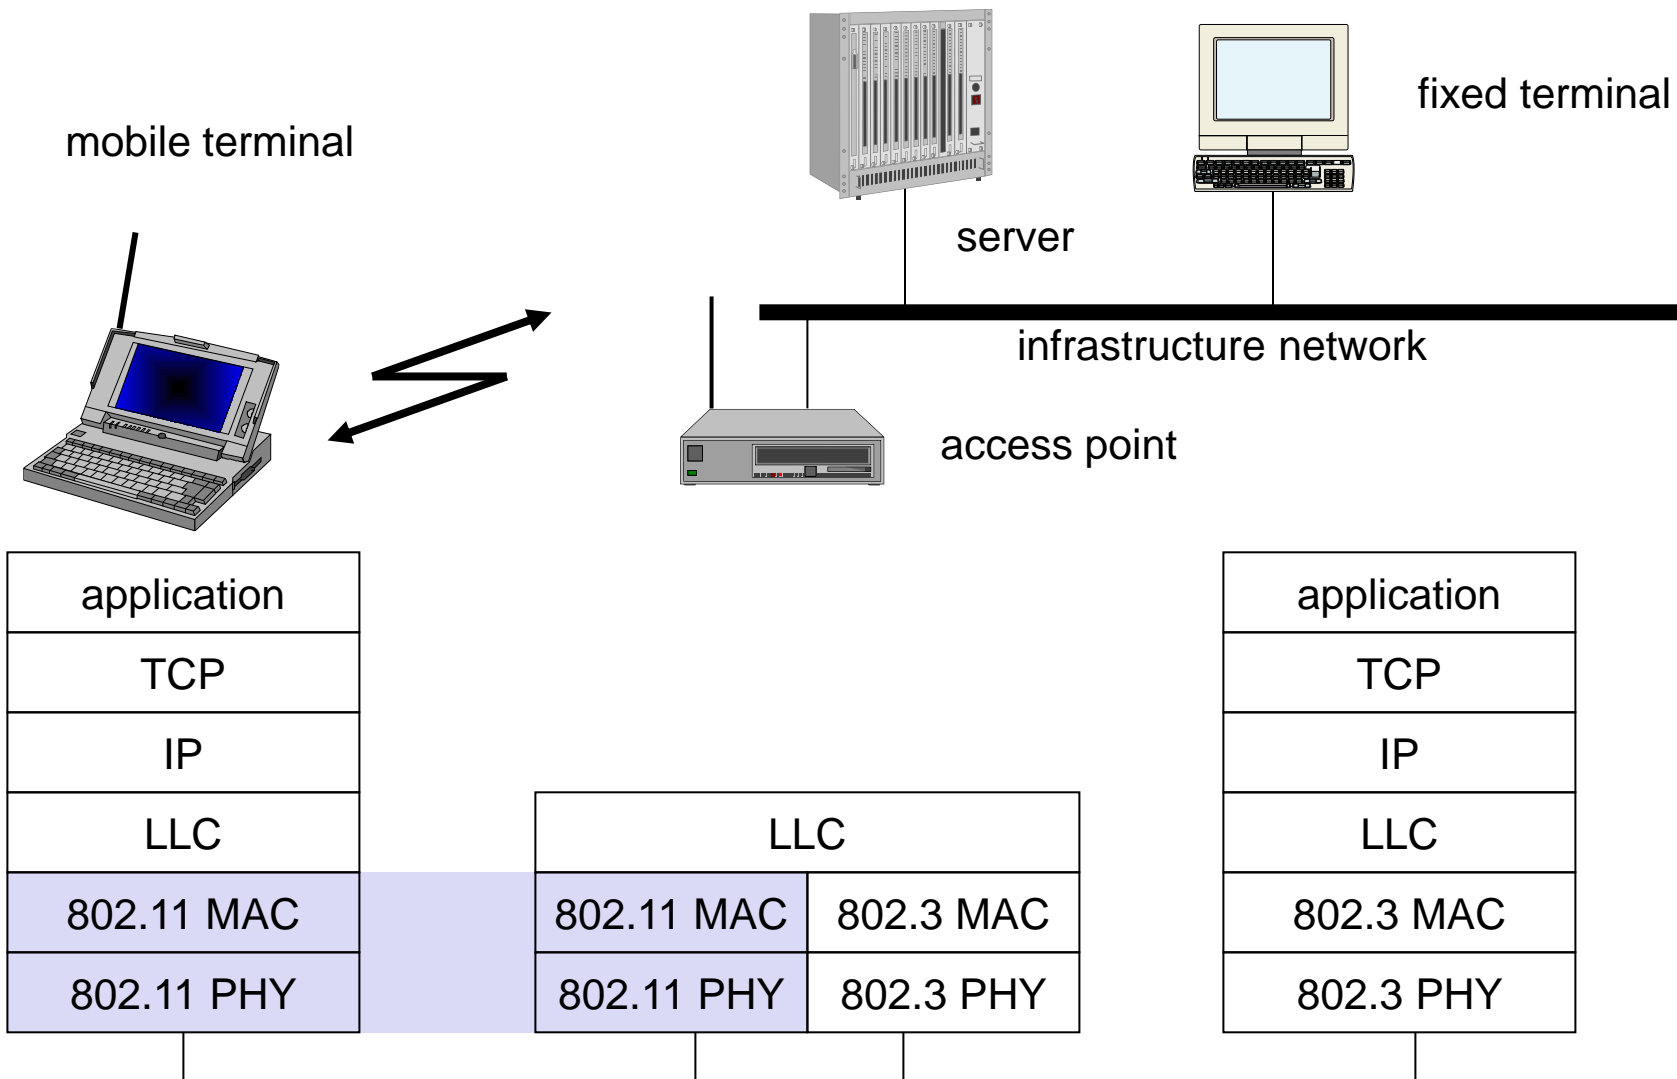 fixed terminal
mobile terminal
server
infrastructure network
access point
application
TCP
IP
LLC
802.11 MAC
802.11 PHY
LLC
802.11 MAC
802.3 MAC
802.11 PHY
802.3 PHY
application
TCP
IP
LLC
802.3 MAC
802.3 PHY